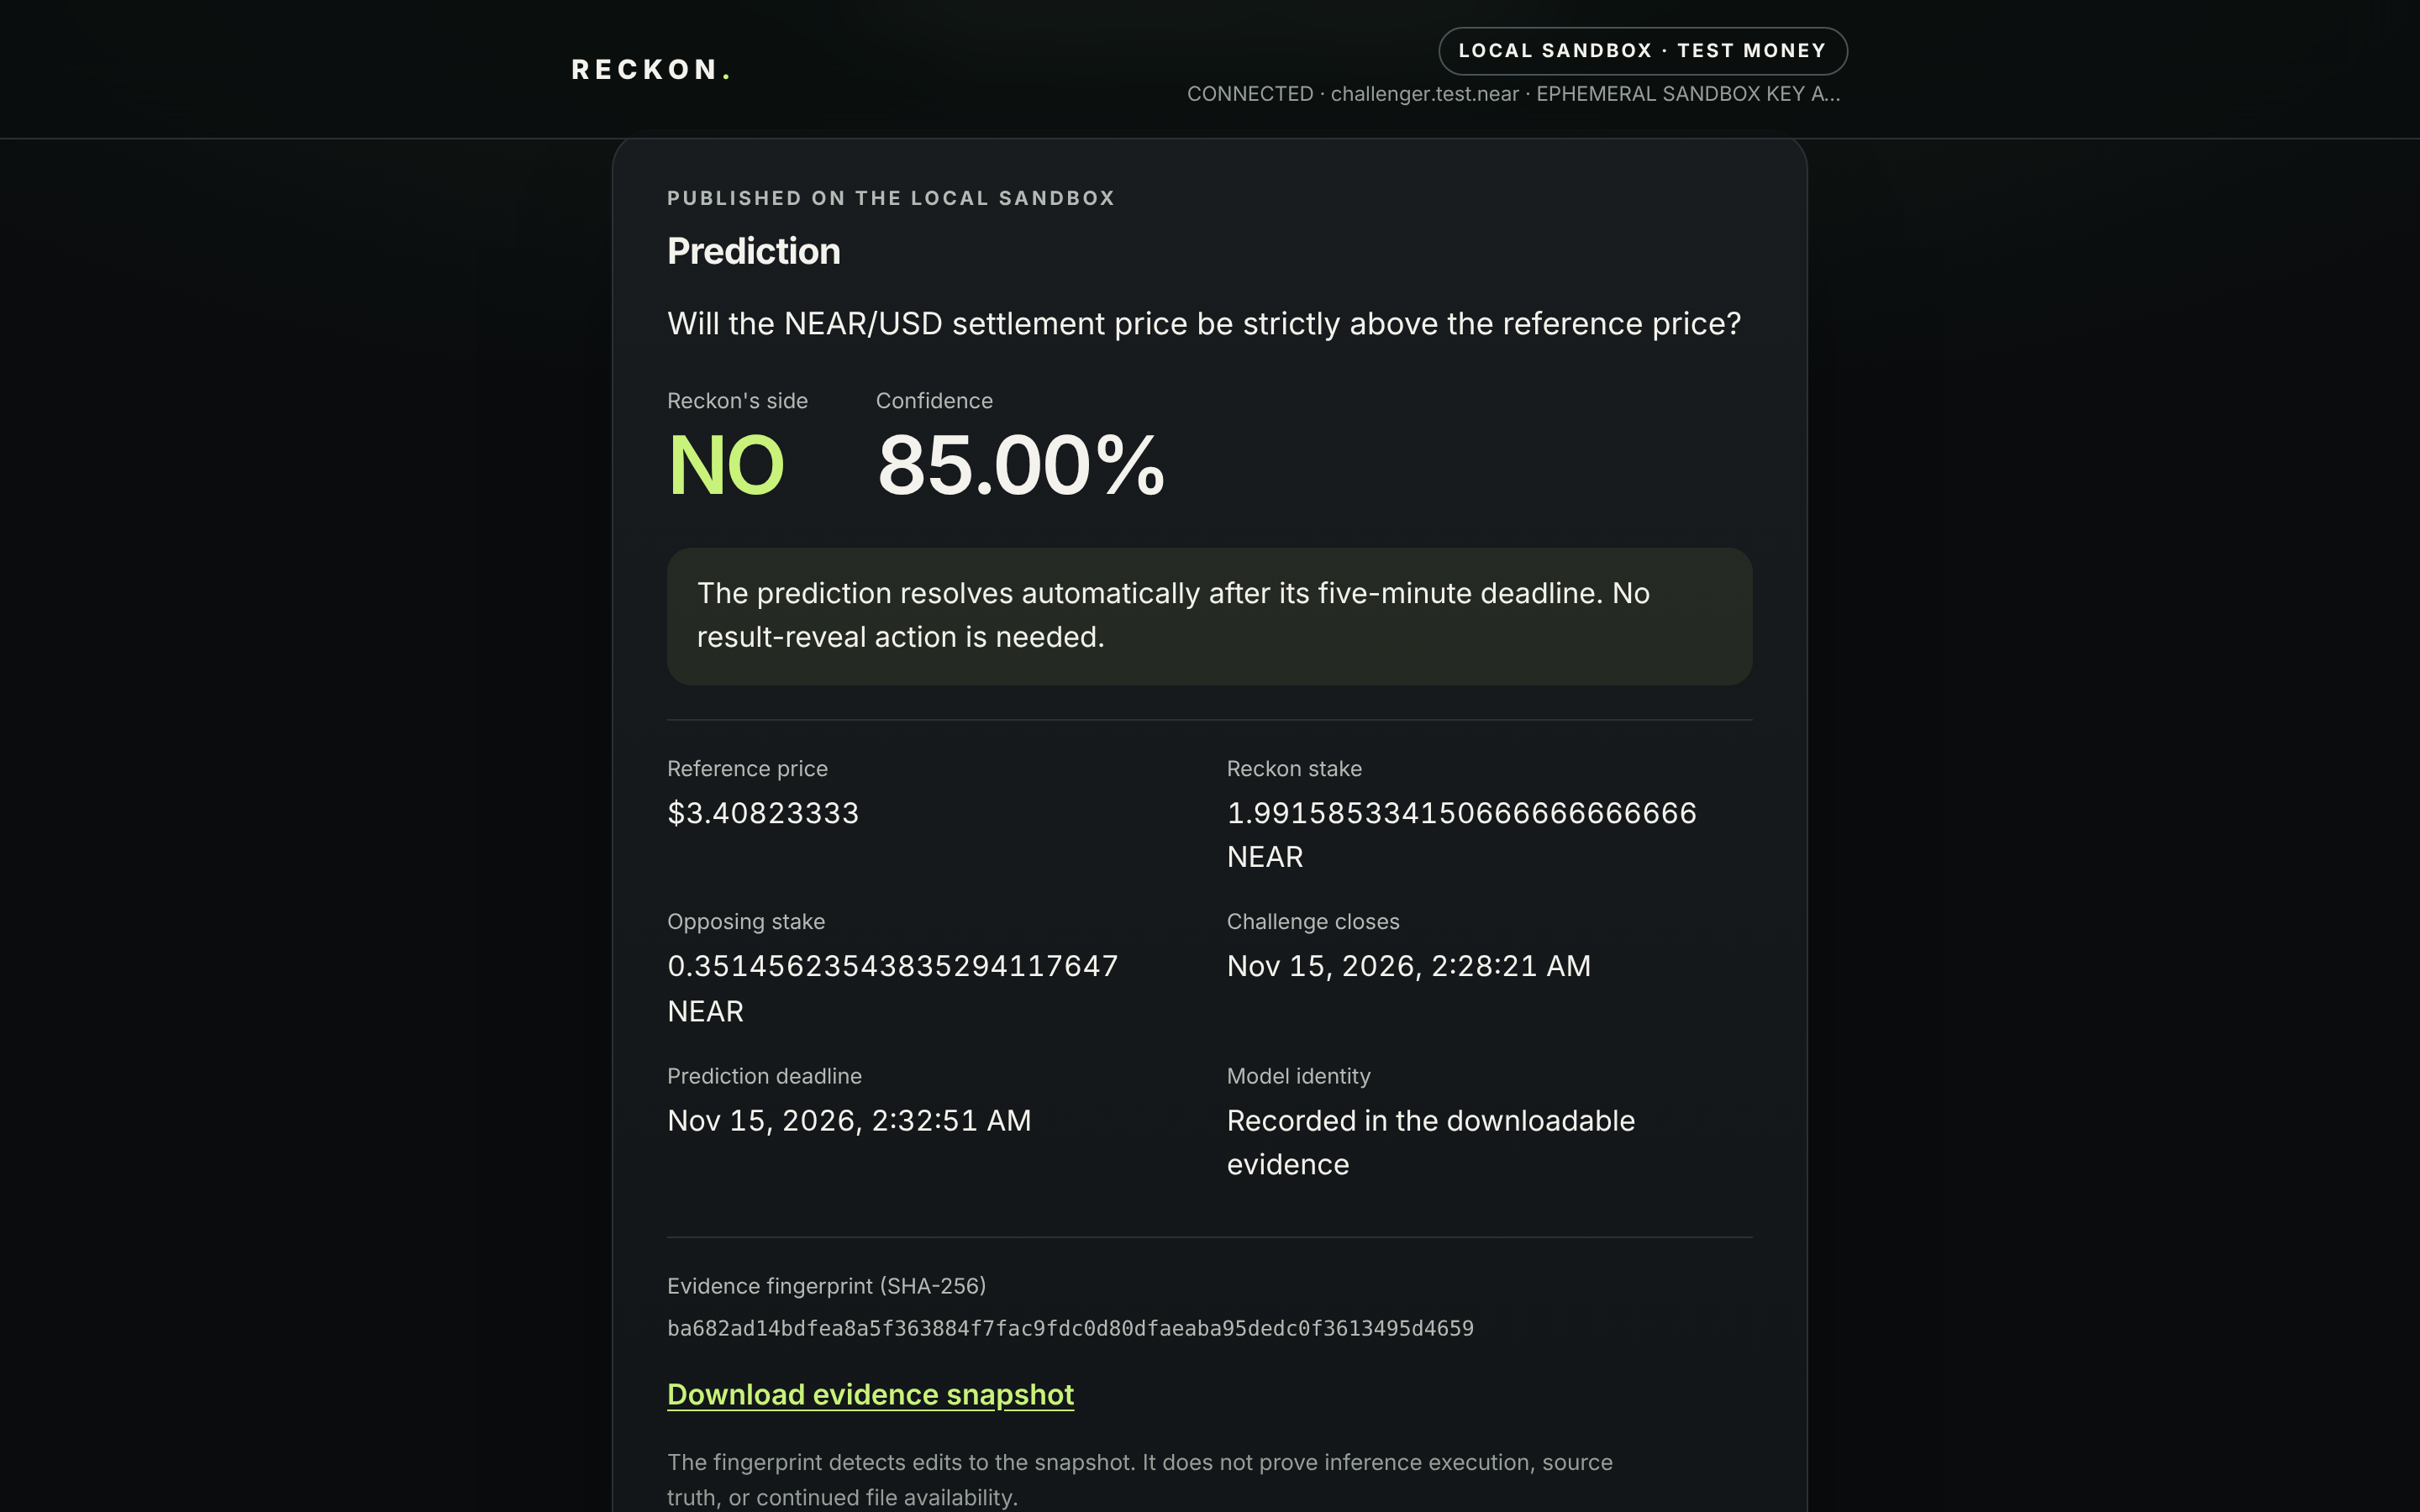 RECKON.
LOCAL SANDBOX · TEST MONEY
CONNECTED · challenger.test.near · EPHEMERAL SANDBOX KEY A...
PUBLISHED ON THE LOCAL SANDBOX
Prediction
Will the NEAR/USD settlement price be strictly above the reference price?
Reckon's side
NO
Confidence
85.00%
The prediction resolves automatically after its five-minute deadline. No
result-reveal action is needed.
Reference price
$3.40823333
Reckon stake
1.991585334150666666666666
NEAR
Opposing stake
0.35145623543835294117647
NEAR
Challenge closes
Nov 15, 2026, 2:28:21 AM
Prediction deadline
Nov 15, 2026, 2:32:51 AM
Model identity
Recorded in the downloadable
evidence
Evidence fingerprint (SHA-256)
ba682ad14bdfea8a5f363884f7fac9fdc0d80dfaeaba95dedc0f3613495d4659
Download evidence snapshot
The fingerprint detects edits to the snapshot. It does not prove inference execution, source
truth, or continued file availability.